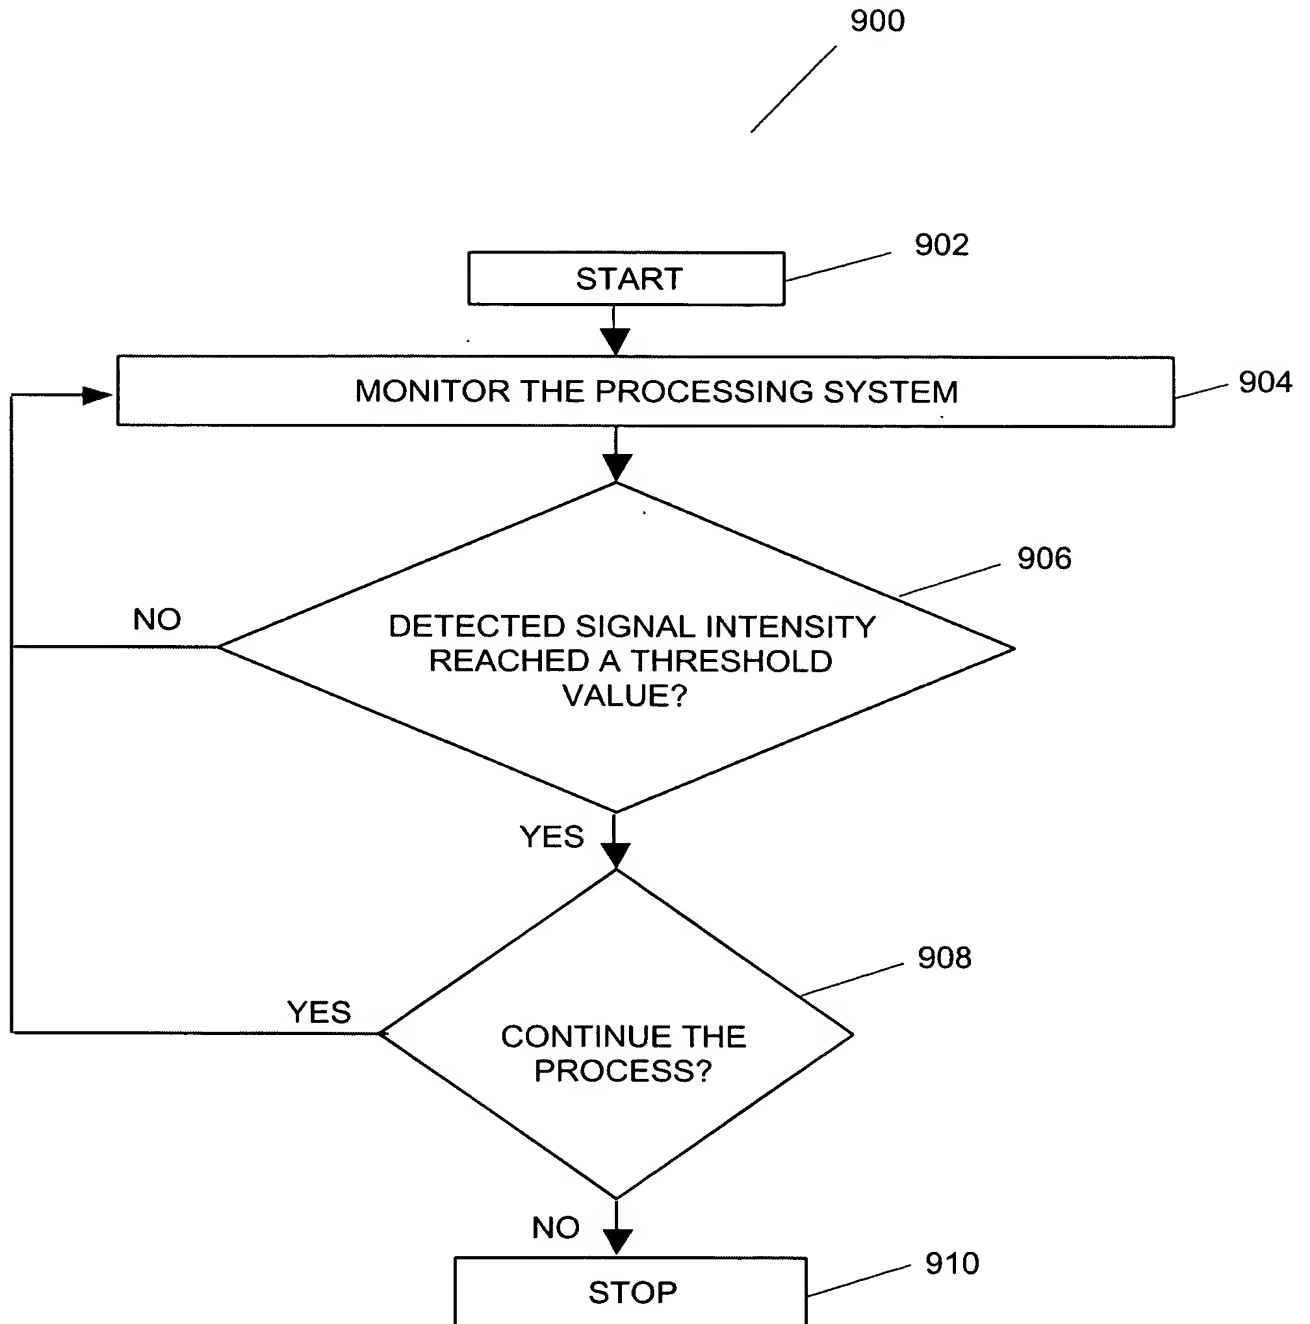 900
START
902
MONITOR THE PROCESSING SYSTEM
904
906
NO
DETECTED SIGNAL INTENSITY
REACHED A THRESHOLD
VALUE?
YES
908
YES
CONTINUE THE
PROCESS?
NO
910
STOP